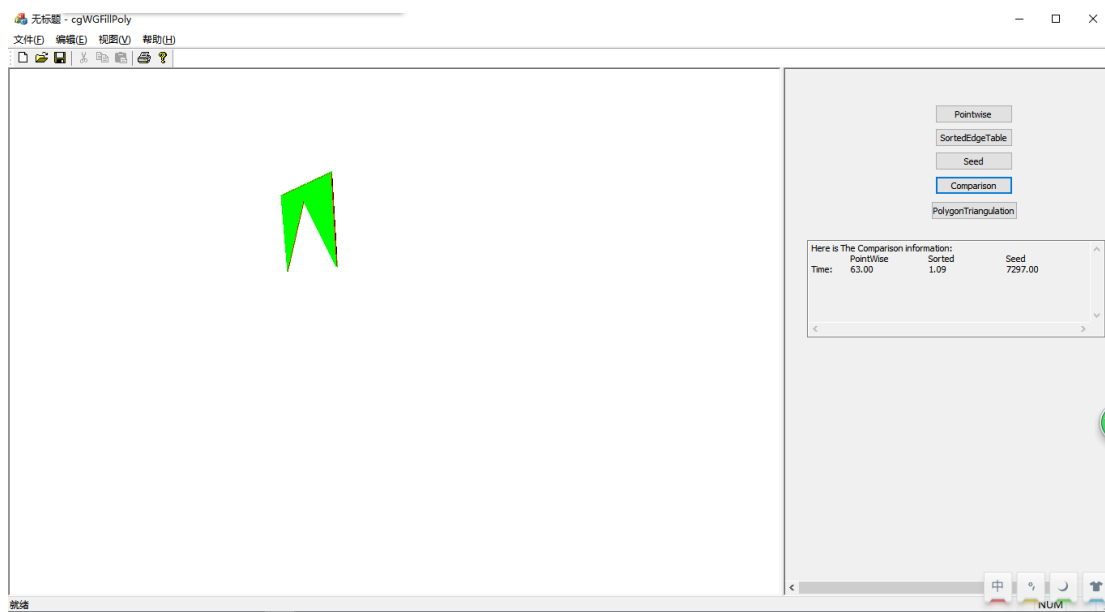 无标题 - cgWGFillPoly
文件(F) 编辑(E) 视图(V) 帮助(H)
Pointwise
SortedEdgeTable
Seed
Comparison
PolygonTriangulation
Here is The Comparison information:
PointWise Sorted Seed
Time: 63.00 1.09 7297.00
中
就绪
NUM